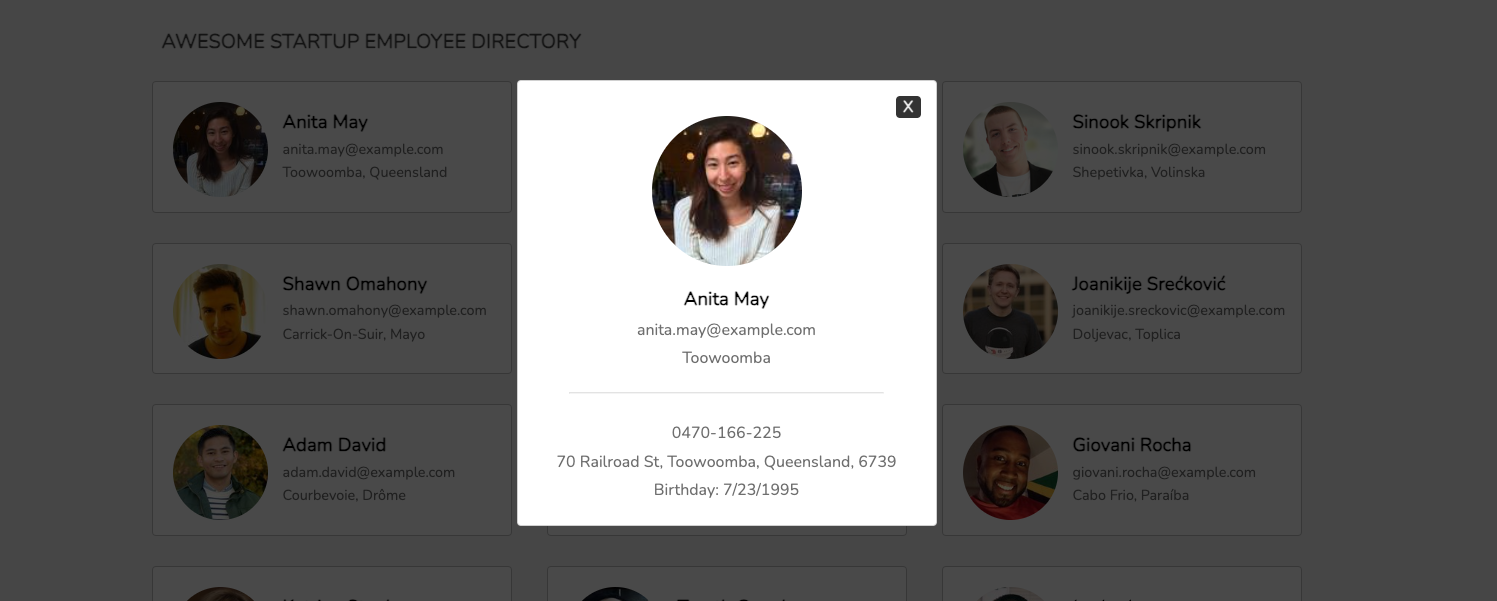 AWESOME STARTUP EMPLOYEE DIRECTORY
Anita May
anita.may@example.com
Toowoomba, Queensland
X
Anita May
anita.may@example.com
Toowoomba
0470-166-225
70 Railroad St, Toowoomba, Queensland, 6739
Birthday: 7/23/1995
Sinook Skripnik
sinook.skripnik@example.com
Shepetivka, Volinska
Shawn Omahony
shawn.omahony@example.com
Carrick-On-Suir, Mayo
Joanikije Srećković
joanikije.sreckovic@example.com
Doljevac, Toplica
Adam David
adam.david@example.com
Courbevoie, Drôme
Giovani Rocha
giovani.rocha@example.com
Cabo Frio, Paraíba